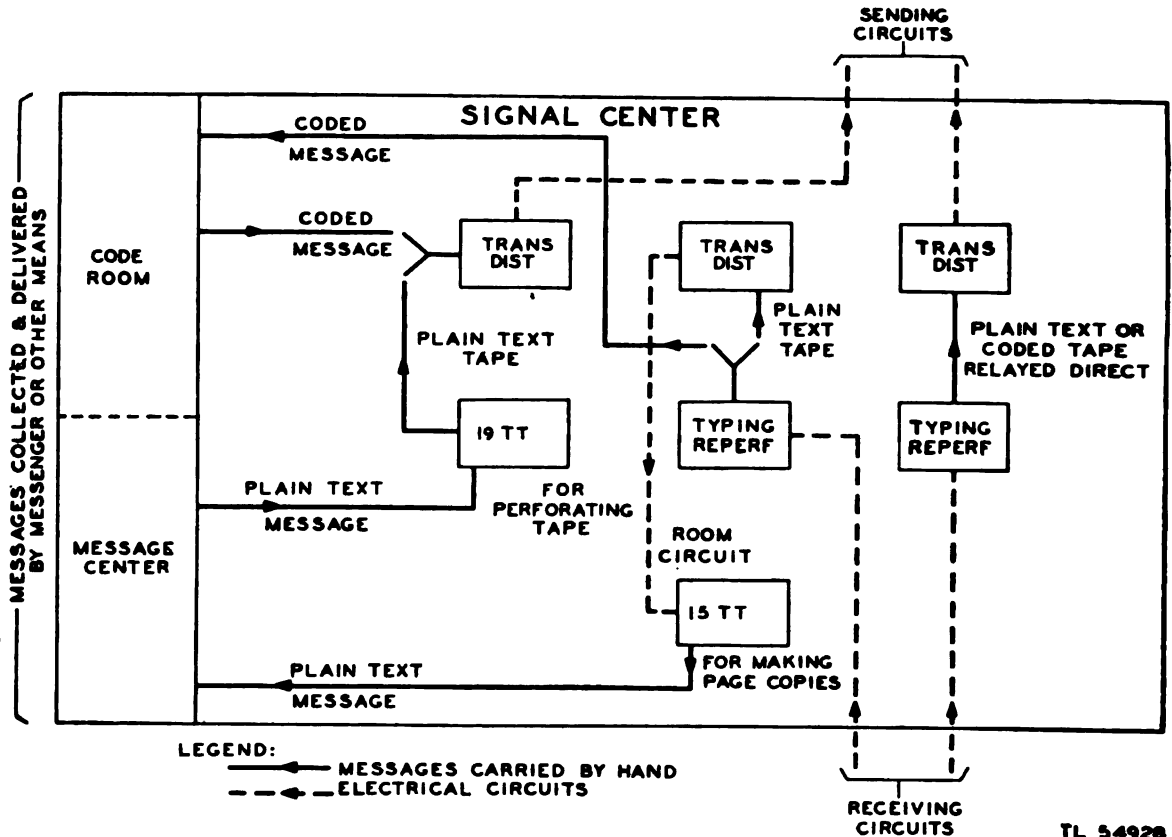 SENDING
CIRCUITS
SIGNAL CENTER
MESSAGES COLLECTED & DELIVERED
BY MESSENGER OR OTHER MEANS
CODE
ROOM
CODED
MESSAGE
CODED
MESSAGE
TRANS
DIST
TRANS
DIST
TRANS
DIST
PLAIN TEXT
TAPE
PLAIN
TEXT
TAPE
PLAIN TEXT OR
CODED TAPE
RELAYED DIRECT
19 TT
TYPING
REPERF
TYPING
REPERF
PLAIN TEXT
MESSAGE
FOR
PERFORATING
TAPE
MESSAGE
CENTER
ROOM
CIRCUIT
15 TT
PLAIN TEXT
MESSAGE
FOR MAKING
PAGE COPIES
LEGEND:
MESSAGES CARRIED BY HAND
ELECTRICAL CIRCUITS
RECEIVING
CIRCUITS
TL 54928